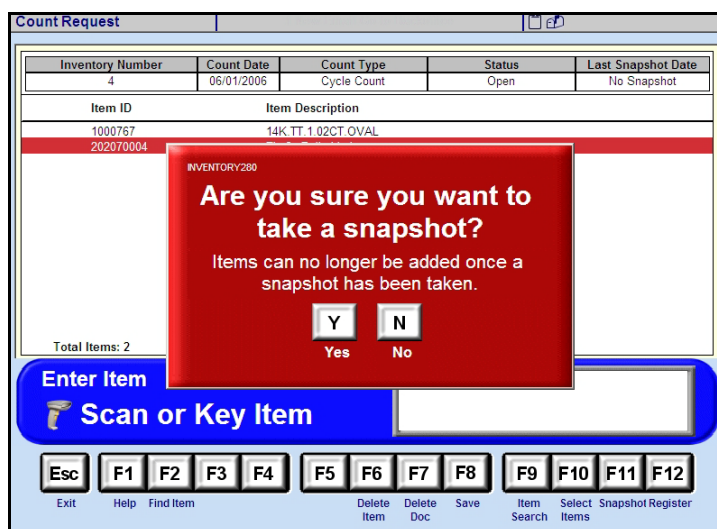 Count Request
Inventory Number Count Date Count Type Status Last Snapshot Date
4 06/01/2006 Cycle Count Open No Snapshot
Item ID Item Description
1000767 14K.TT.1.02CT.OVAL
202070004
INVENTORY280
Are you sure you want to
take a snapshot?
Items can no longer be added once a
snapshot has been taken.
Y N
Yes No
Total Items: 2
Enter Item
Scan or Key Item
Esc F1 F2 F3 F4 F5 F6 F7 F8 F9 F10 F11 F12
Exit Help Find Item Delete Item Delete Doc Save Item Search Select Items Snapshot Register